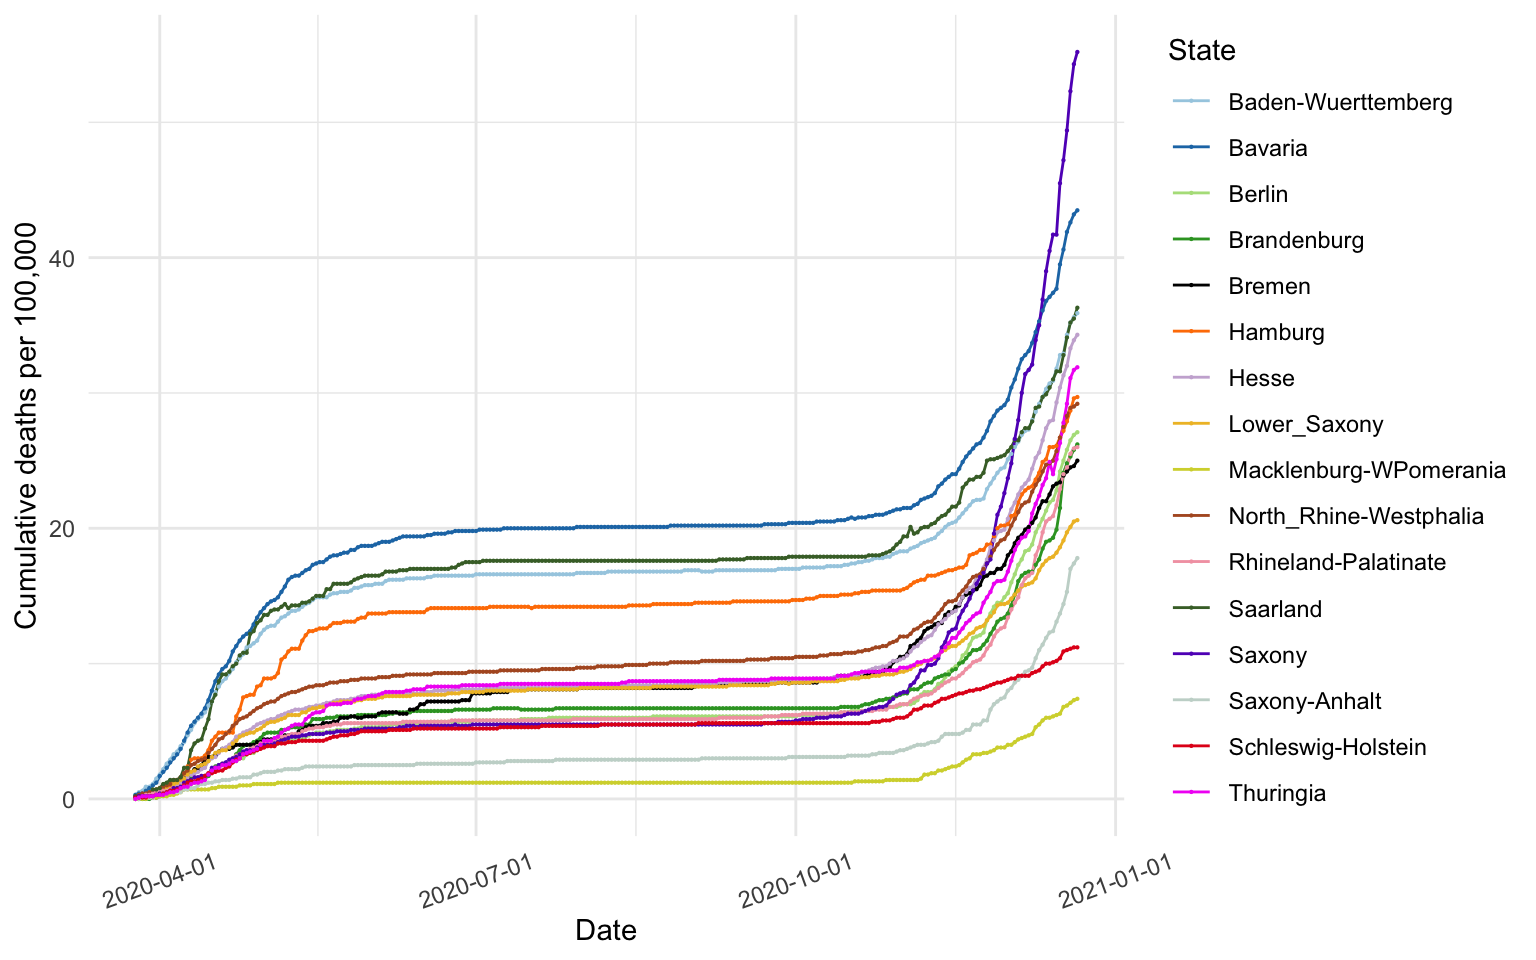 Cumulative deaths per 100,000
40
20
0
2020-04-01
2020-07-01
2020-10-01
2021-01-01
Date
State
Baden-Wuerttemberg
Bavaria
Berlin
Brandenburg
Bremen
Hamburg
Hesse
Lower_Saxony
Macklenburg-WPomerania
North_Rhine-Westphalia
Rhineland-Palatinate
Saarland
Saxony
Saxony-Anhalt
Schleswig-Holstein
Thuringia